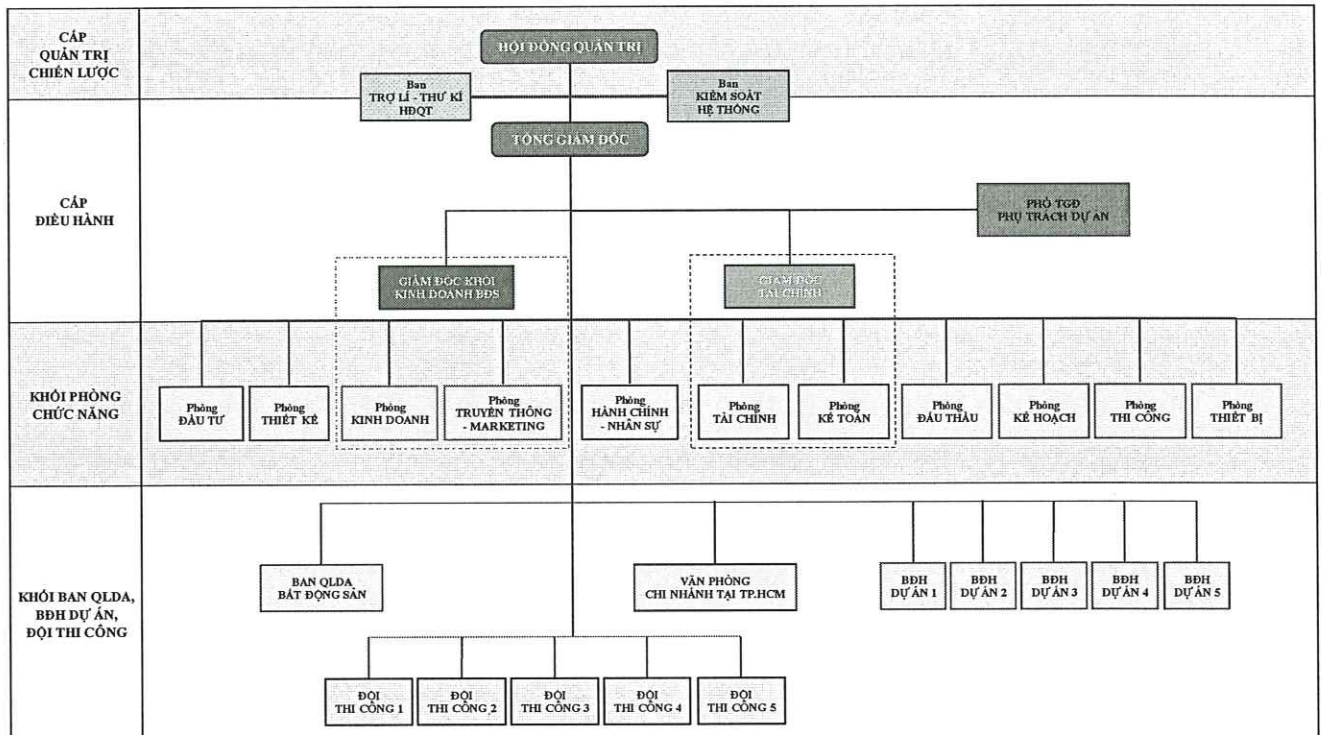 CẤP
QUẢN TRỊ
CHIẾN LƯỢC
HỘI ĐỒNG QUẢN TRỊ
Ban
TRỢ LÍ - THƯ KÍ
HĐQT
Ban
KIỂM SOÁT
HỆ THỐNG
TỔNG GIÁM ĐỐC
CẤP
ĐIỀU HÀNH
PHÓ TGĐ
PHỤ TRÁCH DỰ ÁN
GIÁM ĐỐC KHỐI
KINH DOANH BĐS
GIÁM ĐỐC
TÀI CHÍNH
KHỐI PHÒNG
CHỨC NĂNG
Phòng
ĐẦU TƯ
Phòng
THIẾT KẾ
Phòng
KINH DOANH
Phòng
TRUYỀN THÔNG
- MARKETING
Phòng
HÀNH CHÍNH
- NHÂN SỰ
Phòng
TÀI CHÍNH
Phòng
KẾ TOÁN
Phòng
ĐẤU THẦU
Phòng
KẾ HOẠCH
Phòng
THI CÔNG
Phòng
THIẾT BỊ
KHỐI BAN QLDA,
BĐH DỰ ÁN,
ĐỘI THI CÔNG
BAN QLDA
BẤT ĐỘNG SẢN
VĂN PHÒNG
CHI NHÁNH TẠI TP.HCM
BĐH
DỰ ÁN 1
BĐH
DỰ ÁN 2
BĐH
DỰ ÁN 3
BĐH
DỰ ÁN 4
BĐH
DỰ ÁN 5
ĐỘI
THI CÔNG 1
ĐỘI
THI CÔNG 2
ĐỘI
THI CÔNG 3
ĐỘI
THI CÔNG 4
ĐỘI
THI CÔNG 5